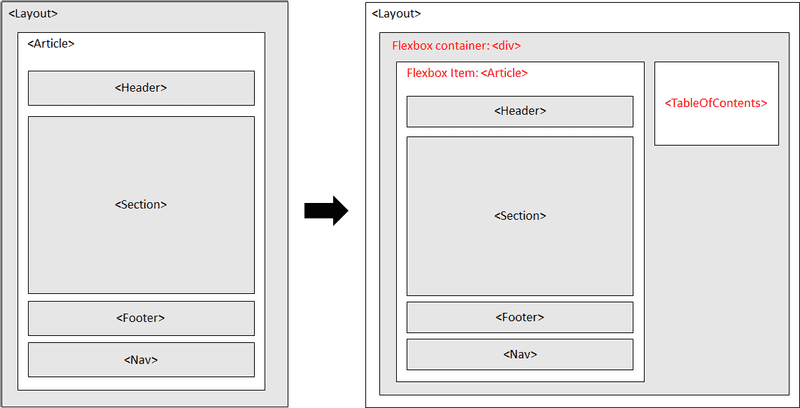 <Layout>
<Article>
<Header>
<Section>
<Footer>
<Nav>
<Layout>
Flexbox container: <div>
Flexbox Item: <Article>
<Header>
<Section>
<Footer>
<Nav>
<TableOfContents>